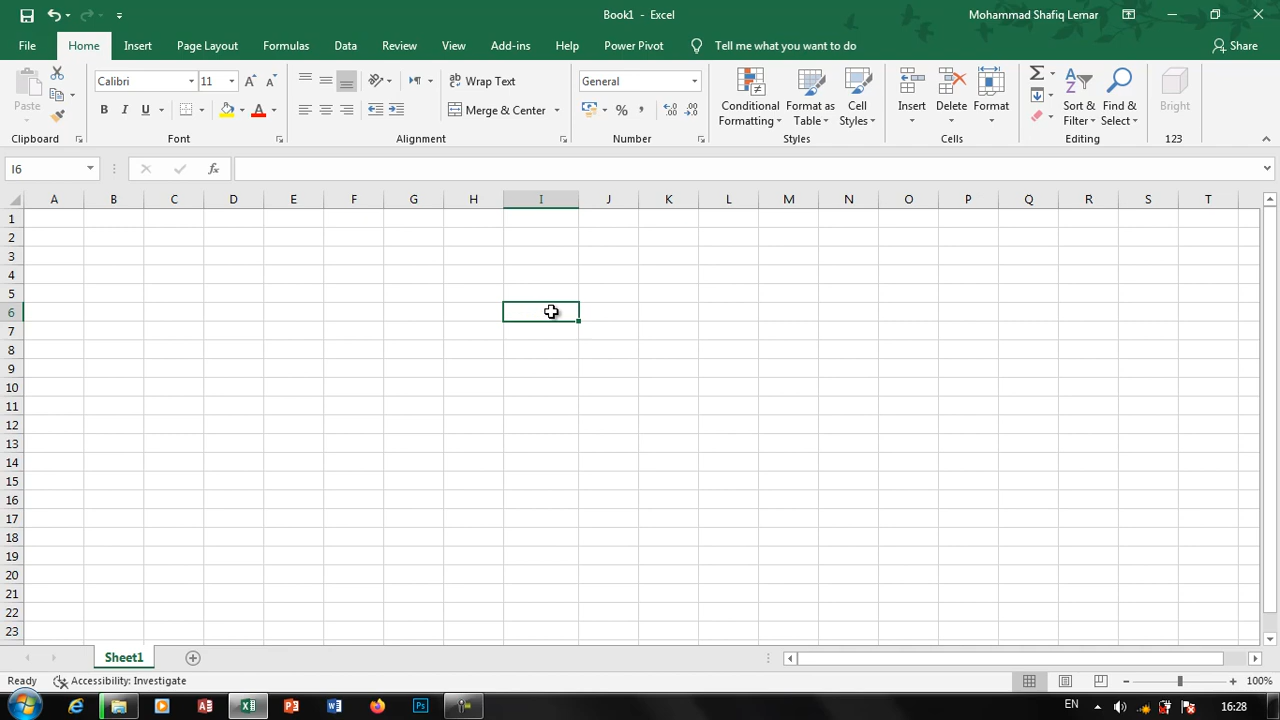 Book1 - Excel
Mohammad Shafiq Lemar
File Home Insert Page Layout Formulas Data Review View Add-ins Help Power Pivot Tell me what you want to do Share
Paste
Calibri 11
B I U A
Wrap Text
Merge & Center
General
%
Conditional Formatting
Format as Table
Cell Styles
Insert Delete Format
Sort & Filter
Find & Select
Bright
Clipboard Font Alignment Number Styles Cells Editing 123
I6 fx
A B C D E F G H I J K L M N O P Q R S T
1
2
3
4
5
6
7
8
9
10
11
12
13
14
15
16
17
18
19
20
21
22
23
Sheet1
Ready Accessibility: Investigate 100%
EN 16:28